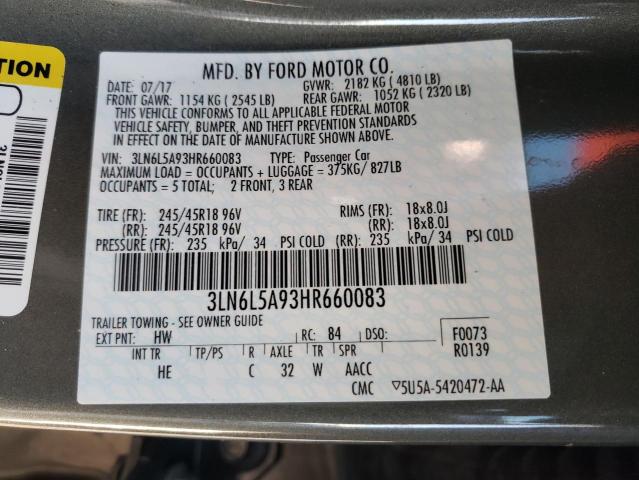 MFD. BY FORD MOTOR CO.
DATE: 07/17 GVWR: 2182 KG ( 4810 LB)
FRONT GAWR: 1154 KG ( 2545 LB) REAR GAWR: 1052 KG ( 2320 LB)
THIS VEHICLE CONFORMS TO ALL APPLICABLE FEDERAL MOTOR
VEHICLE SAFETY, BUMPER, AND THEFT PREVENTION STANDARDS
IN EFFECT ON THE DATE OF MANUFACTURE SHOWN ABOVE.
VIN: 3LN6L5A93HR660083 TYPE: Passenger Car
MAXIMUM LOAD = OCCUPANTS + LUGGAGE = 375KG/ 827LB
OCCUPANTS = 5 TOTAL; 2 FRONT, 3 REAR
TIRE (FR): 245/45R18 96V RIMS (FR): 18x8.0J
(RR): 245/45R18 96V (RR): 18x8.0J
PRESSURE (FR): 235 kPa/ 34 PSI COLD (RR): 235 kPa/ 34 PSI COLD
3LN6L5A93HR660083
TRAILER TOWING - SEE OWNER GUIDE
EXT PNT: HW RC: 84 DSO: F0073
R0139
INT TR TP/PS R AXLE TR SPR
HE C 32 W AACC
CMC ▽5U5A-5420472-AA